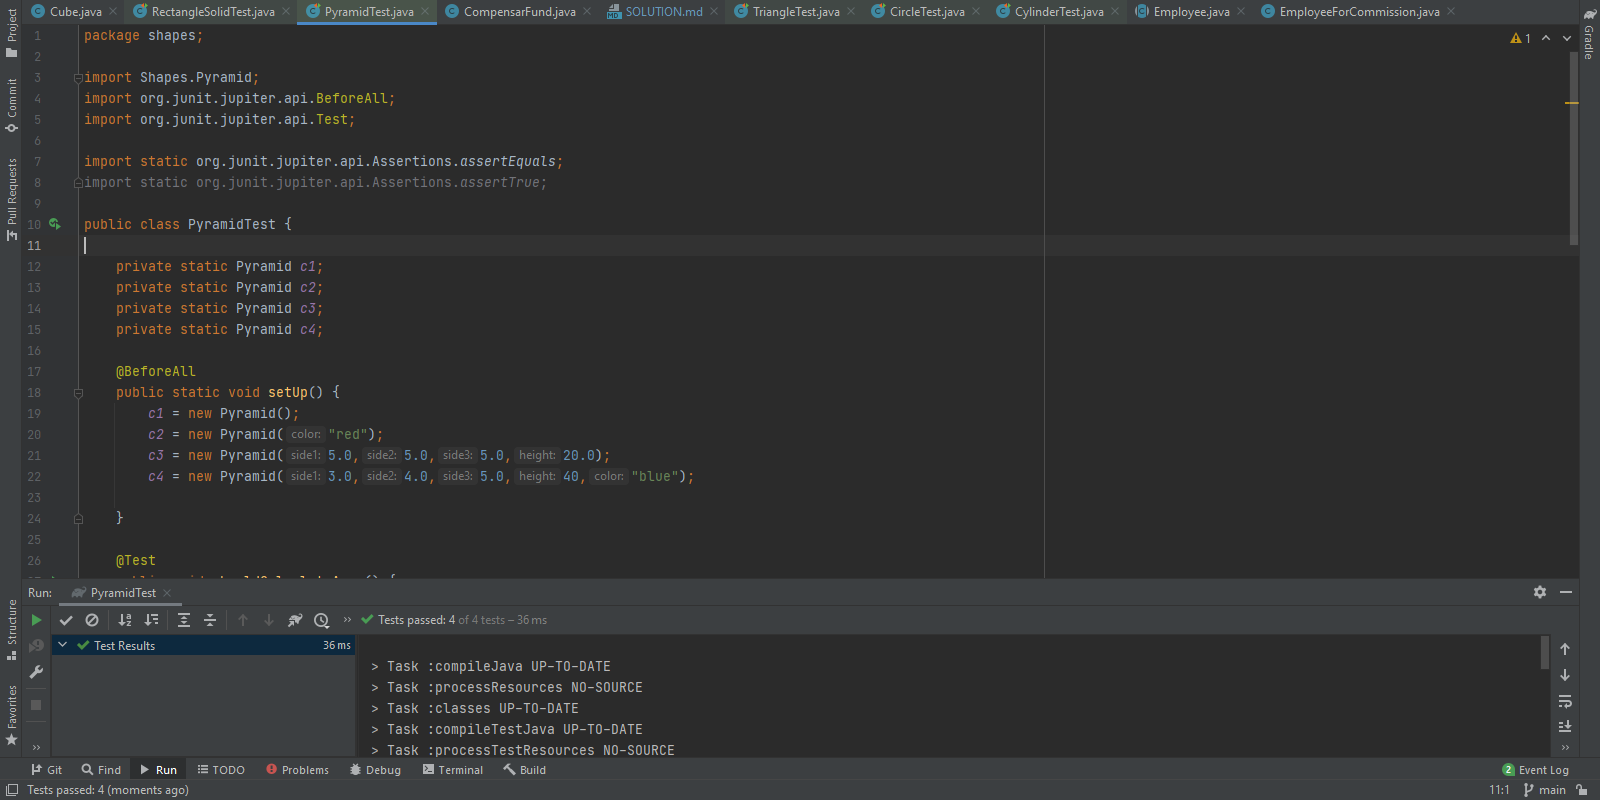 Cube.java RectangleSolidTest.java PyramidTest.java CompensarFund.java SOLUTION.md TriangleTest.java CircleTest.java CylinderTest.java Employee.java EmployeeForCommission.java
Project
Commit
Pull Requests
Structure
Favorites
Gradle
1
1 package shapes;
2
3 import Shapes.Pyramid;
4 import org.junit.jupiter.api.BeforeAll;
5 import org.junit.jupiter.api.Test;
6
7 import static org.junit.jupiter.api.Assertions.assertEquals;
8 import static org.junit.jupiter.api.Assertions.assertTrue;
9
10 public class PyramidTest {
11
12 private static Pyramid c1;
13 private static Pyramid c2;
14 private static Pyramid c3;
15 private static Pyramid c4;
16
17 @BeforeAll
18 public static void setUp() {
19 c1 = new Pyramid();
20 c2 = new Pyramid( color: "red");
21 c3 = new Pyramid( side1: 5.0, side2: 5.0, side3: 5.0, height: 20.0);
22 c4 = new Pyramid( side1: 3.0, side2: 4.0, side3: 5.0, height: 40, color: "blue");
23
24 }
25
26 @Test
Run: PyramidTest
Tests passed: 4 of 4 tests – 36 ms
Test Results 36 ms
> Task :compileJava UP-TO-DATE
> Task :processResources NO-SOURCE
> Task :classes UP-TO-DATE
> Task :compileTestJava UP-TO-DATE
> Task :processTestResources NO-SOURCE
Git Find Run TODO Problems Debug Terminal Build 2 Event Log
Tests passed: 4 (moments ago) 11:1 main